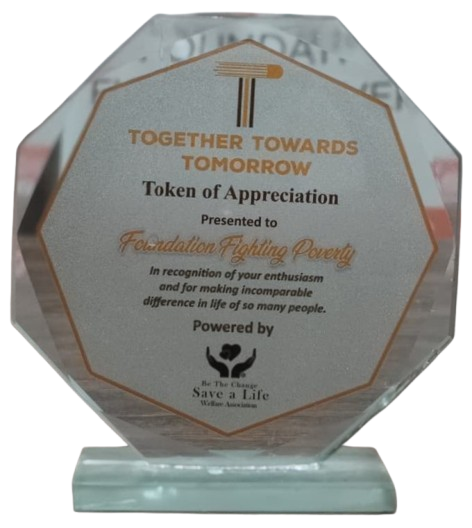 TOGETHER TOWARDS
TOMORROW
Token of Appreciation
Presented to
Foundation Fighting Poverty
In recognition of your enthusiasm
and for making incomparable
difference in life of so many people.
Powered by
Be The Change
Save a Life
Welfare Association